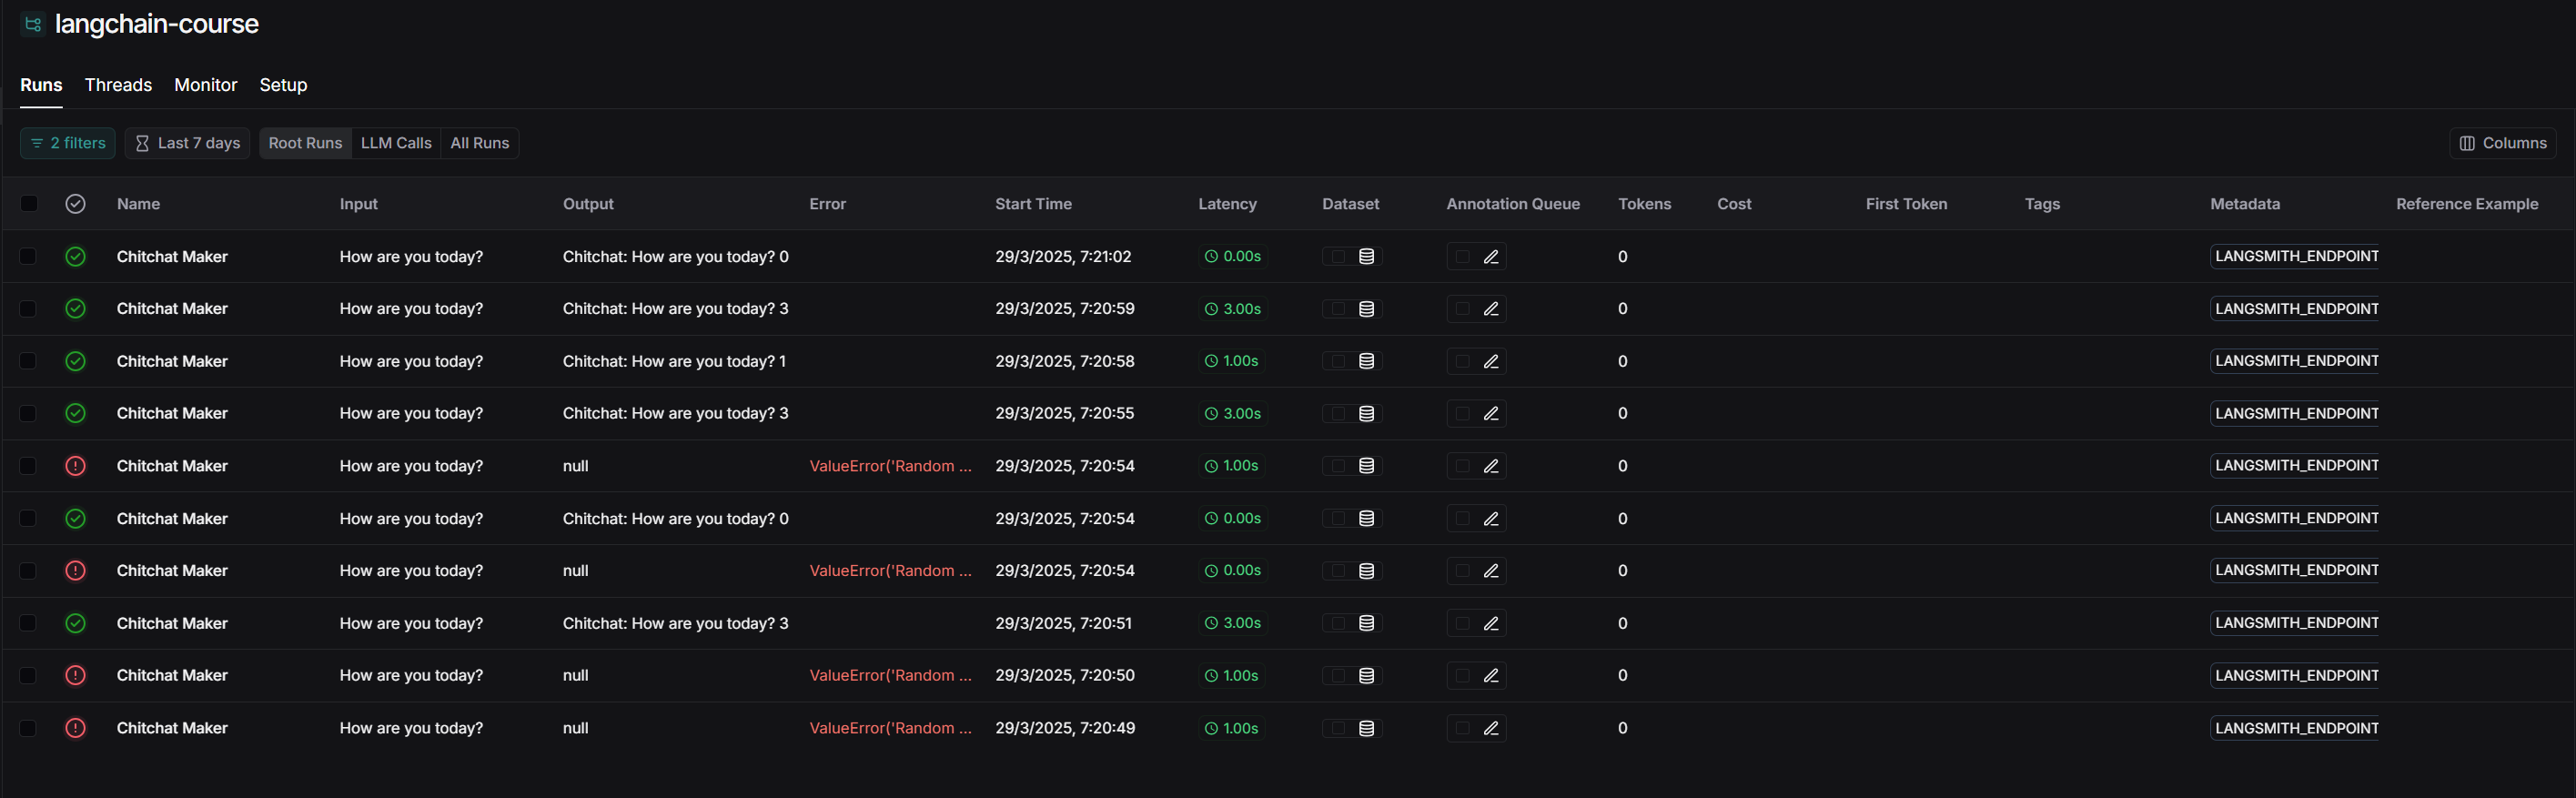 langchain-course
Runs Threads Monitor Setup
2 filters Last 7 days Root Runs LLM Calls All Runs Columns
Name Input Output Error Start Time Latency Dataset Annotation Queue Tokens Cost First Token Tags Metadata Reference Example
Chitchat Maker How are you today? Chitchat: How are you today? 0 29/3/2025, 7:21:02 0.00s 0 LANGSMITH_ENDPOINT
Chitchat Maker How are you today? Chitchat: How are you today? 3 29/3/2025, 7:20:59 3.00s 0 LANGSMITH_ENDPOINT
Chitchat Maker How are you today? Chitchat: How are you today? 1 29/3/2025, 7:20:58 1.00s 0 LANGSMITH_ENDPOINT
Chitchat Maker How are you today? Chitchat: How are you today? 3 29/3/2025, 7:20:55 3.00s 0 LANGSMITH_ENDPOINT
Chitchat Maker How are you today? null ValueError('Random ... 29/3/2025, 7:20:54 1.00s 0 LANGSMITH_ENDPOINT
Chitchat Maker How are you today? Chitchat: How are you today? 0 29/3/2025, 7:20:54 0.00s 0 LANGSMITH_ENDPOINT
Chitchat Maker How are you today? null ValueError('Random ... 29/3/2025, 7:20:54 0.00s 0 LANGSMITH_ENDPOINT
Chitchat Maker How are you today? Chitchat: How are you today? 3 29/3/2025, 7:20:51 3.00s 0 LANGSMITH_ENDPOINT
Chitchat Maker How are you today? null ValueError('Random ... 29/3/2025, 7:20:50 1.00s 0 LANGSMITH_ENDPOINT
Chitchat Maker How are you today? null ValueError('Random ... 29/3/2025, 7:20:49 1.00s 0 LANGSMITH_ENDPOINT